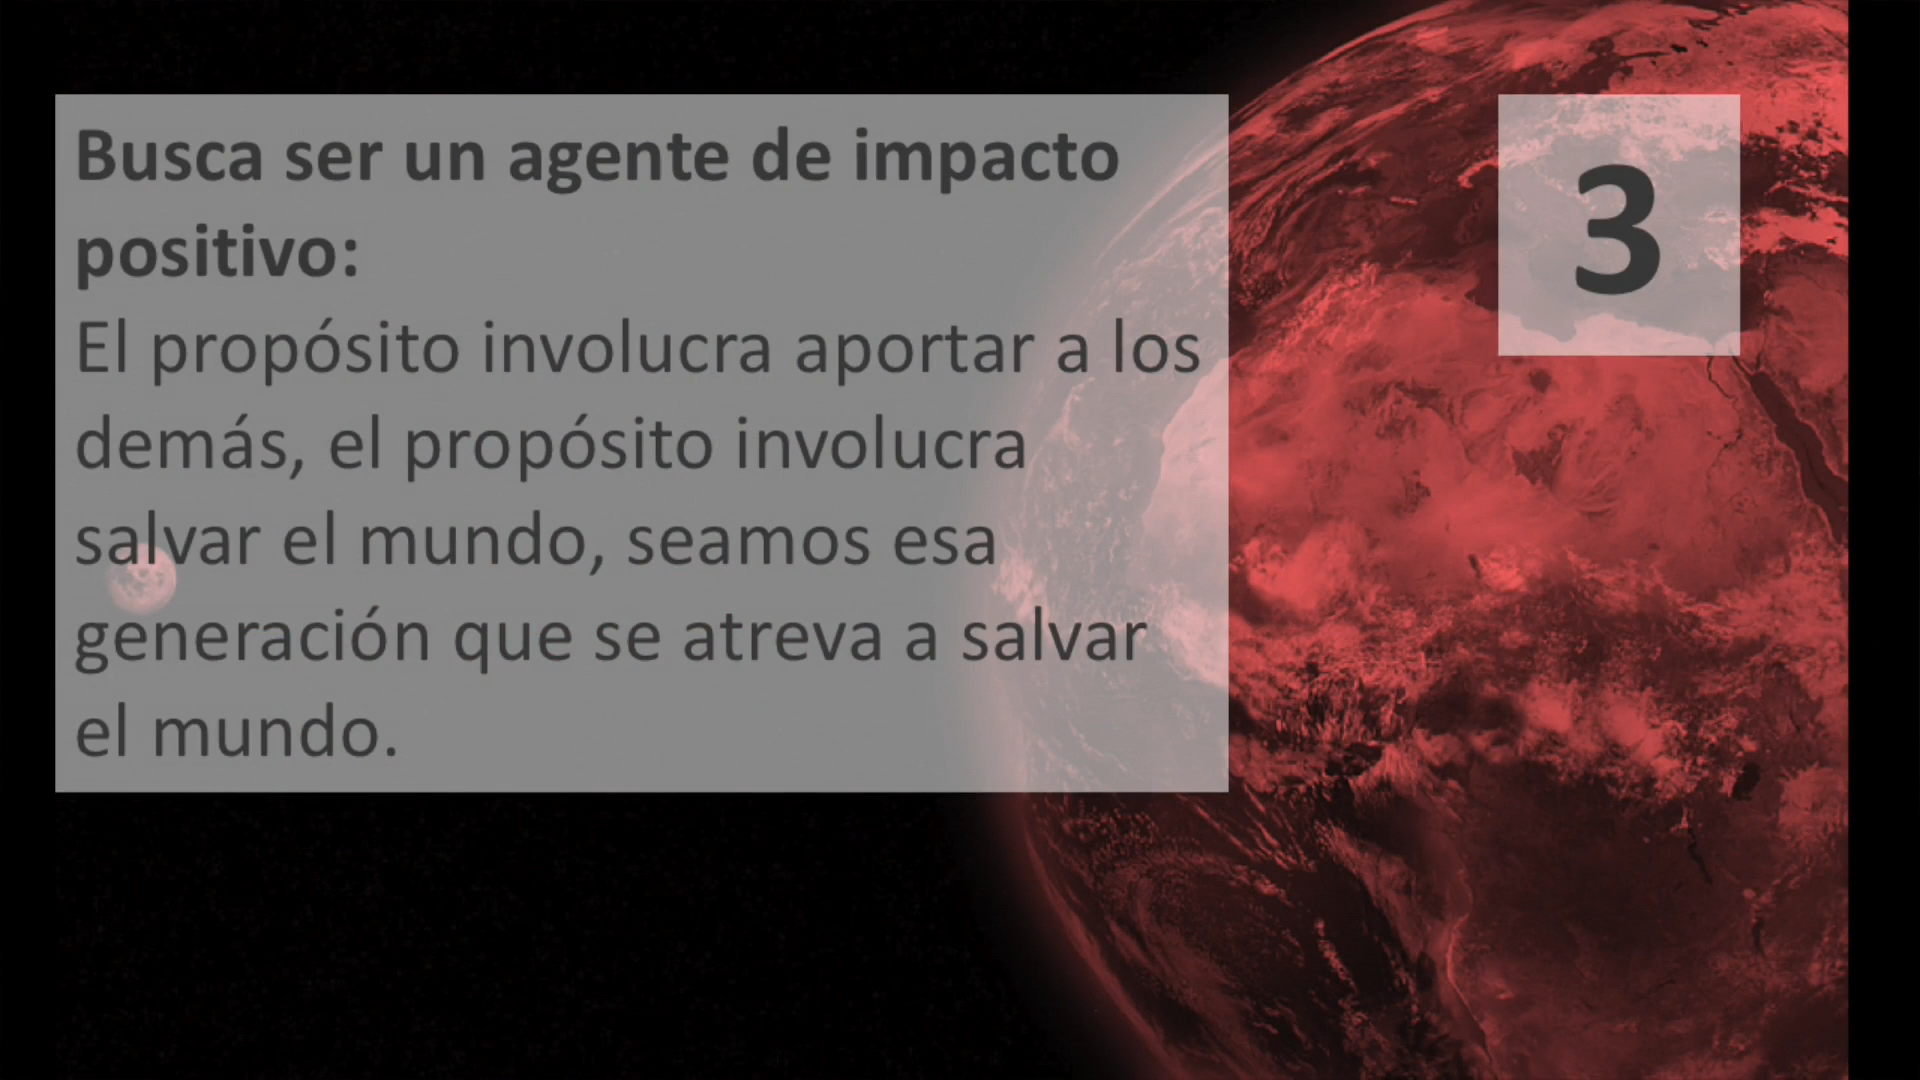 Busca ser un agente de impacto
positivo:
El propósito involucra aportar a los
demás, el propósito involucra
salvar el mundo, seamos esa
generación que se atreva a salvar
el mundo.
3